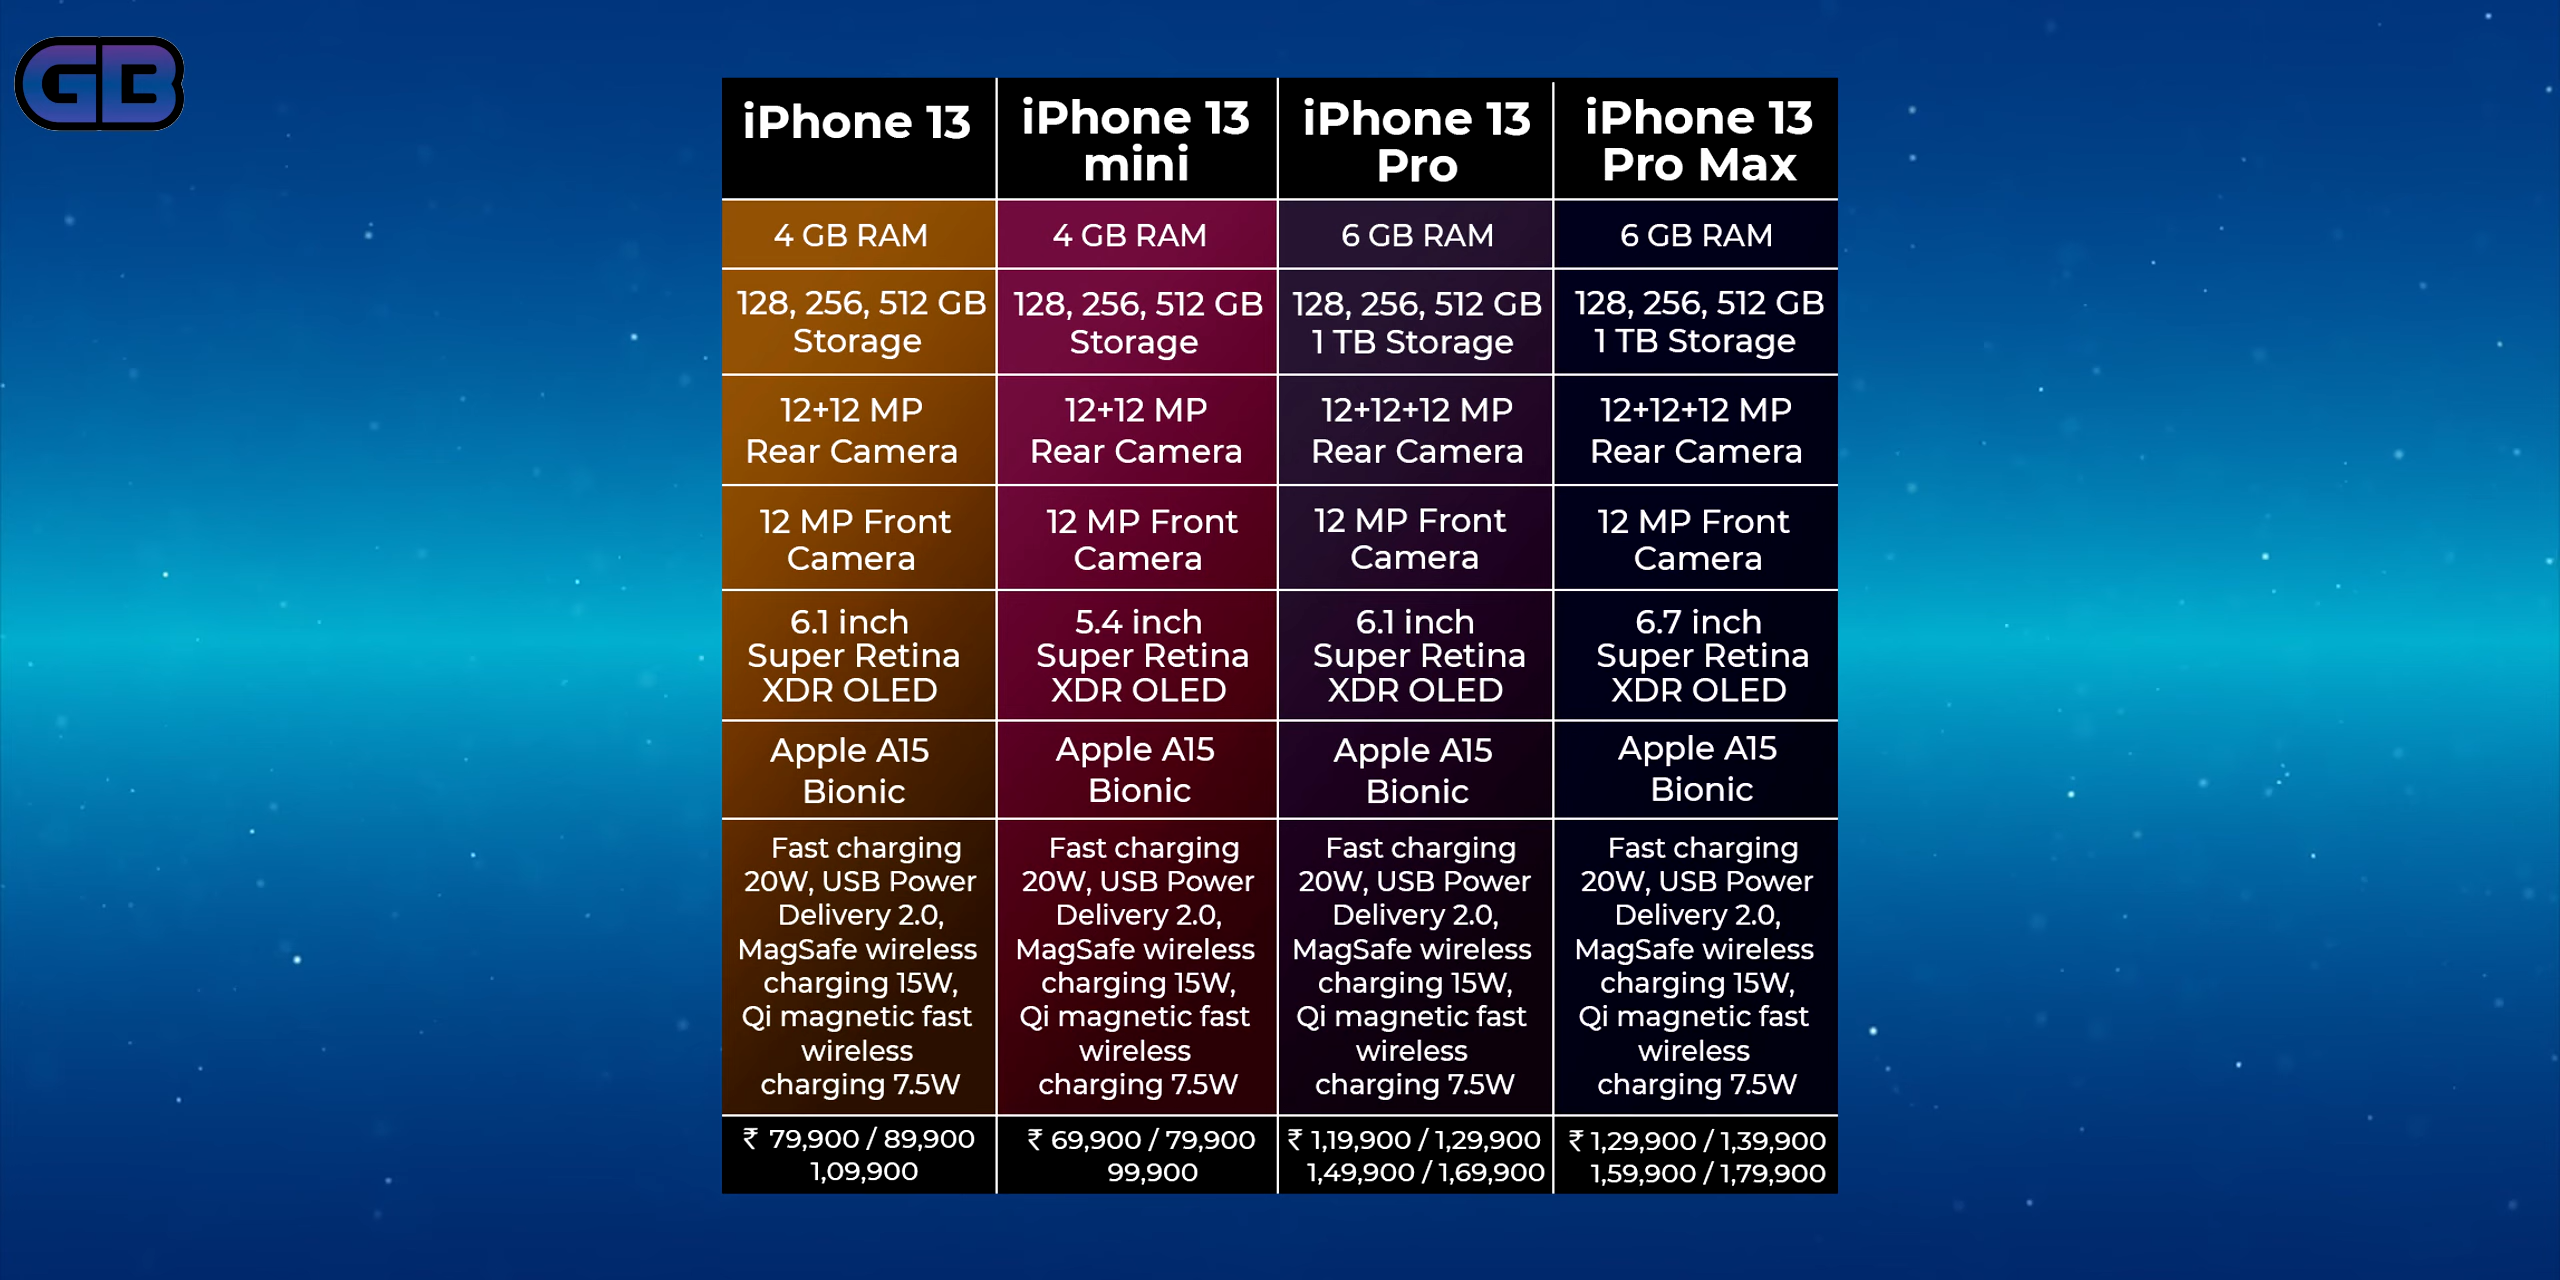 GB
iPhone 13
iPhone 13
mini
iPhone 13
Pro
iPhone 13
Pro Max
4 GB RAM
4 GB RAM
6 GB RAM
6 GB RAM
128, 256, 512 GB
Storage
128, 256, 512 GB
Storage
128, 256, 512 GB
1 TB Storage
128, 256, 512 GB
1 TB Storage
12+12 MP
Rear Camera
12+12 MP
Rear Camera
12+12+12 MP
Rear Camera
12+12+12 MP
Rear Camera
12 MP Front
Camera
12 MP Front
Camera
12 MP Front
Camera
12 MP Front
Camera
6.1 inch
Super Retina
XDR OLED
5.4 inch
Super Retina
XDR OLED
6.1 inch
Super Retina
XDR OLED
6.7 inch
Super Retina
XDR OLED
Apple A15
Bionic
Apple A15
Bionic
Apple A15
Bionic
Apple A15
Bionic
Fast charging
20W, USB Power
Delivery 2.0,
MagSafe wireless
charging 15W,
Qi magnetic fast
wireless
charging 7.5W
Fast charging
20W, USB Power
Delivery 2.0,
MagSafe wireless
charging 15W,
Qi magnetic fast
wireless
charging 7.5W
Fast charging
20W, USB Power
Delivery 2.0,
MagSafe wireless
charging 15W,
Qi magnetic fast
wireless
charging 7.5W
Fast charging
20W, USB Power
Delivery 2.0,
MagSafe wireless
charging 15W,
Qi magnetic fast
wireless
charging 7.5W
₹ 79,900 / 89,900
1,09,900
₹ 69,900 / 79,900
99,900
₹ 1,19,900 / 1,29,900
1,49,900 / 1,69,900
₹ 1,29,900 / 1,39,900
1,59,900 / 1,79,900